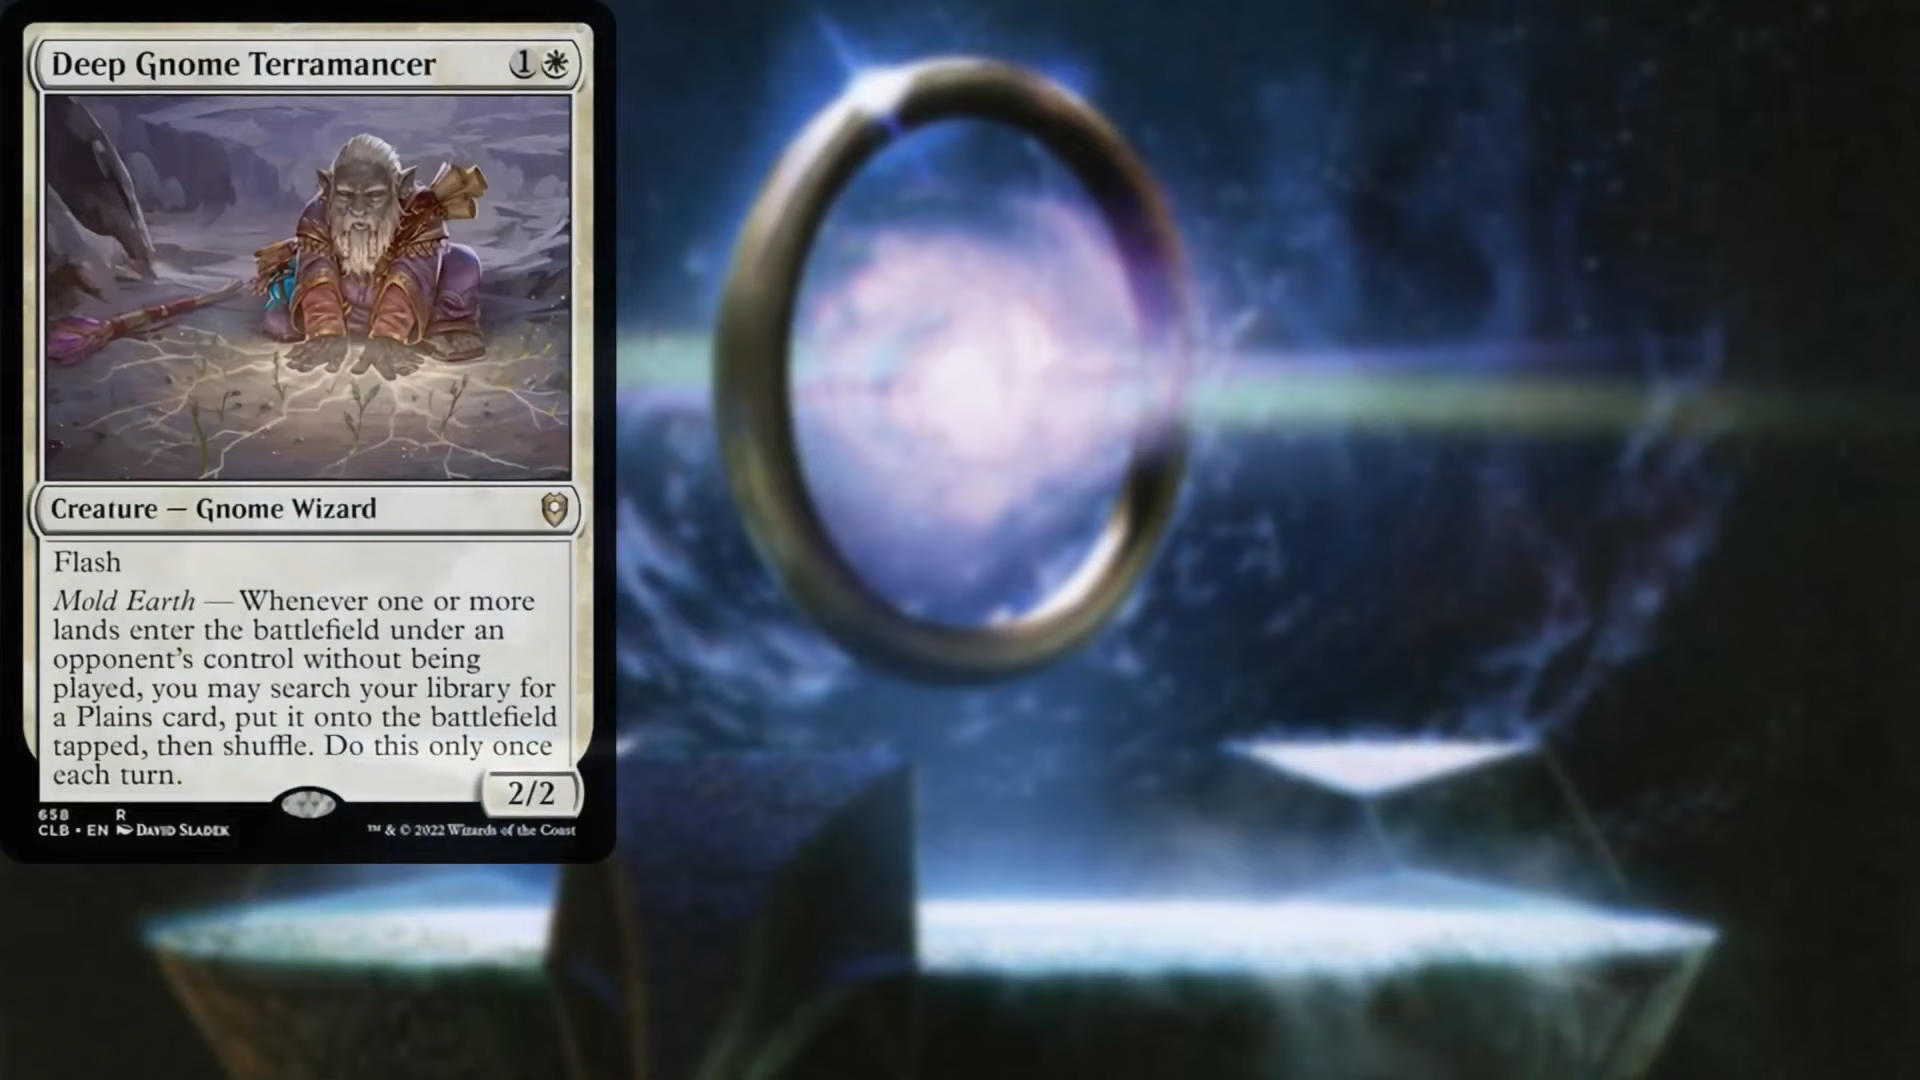 Deep Gnome Terramancer 1
Creature — Gnome Wizard
Flash
Mold Earth — Whenever one or more
lands enter the battlefield under an
opponent's control without being
played, you may search your library for
a Plains card, put it onto the battlefield
tapped, then shuffle. Do this only once
each turn.
2/2
658 R
CLB • EN DAVID SLADEK
™ & © 2022 Wizards of the Coast